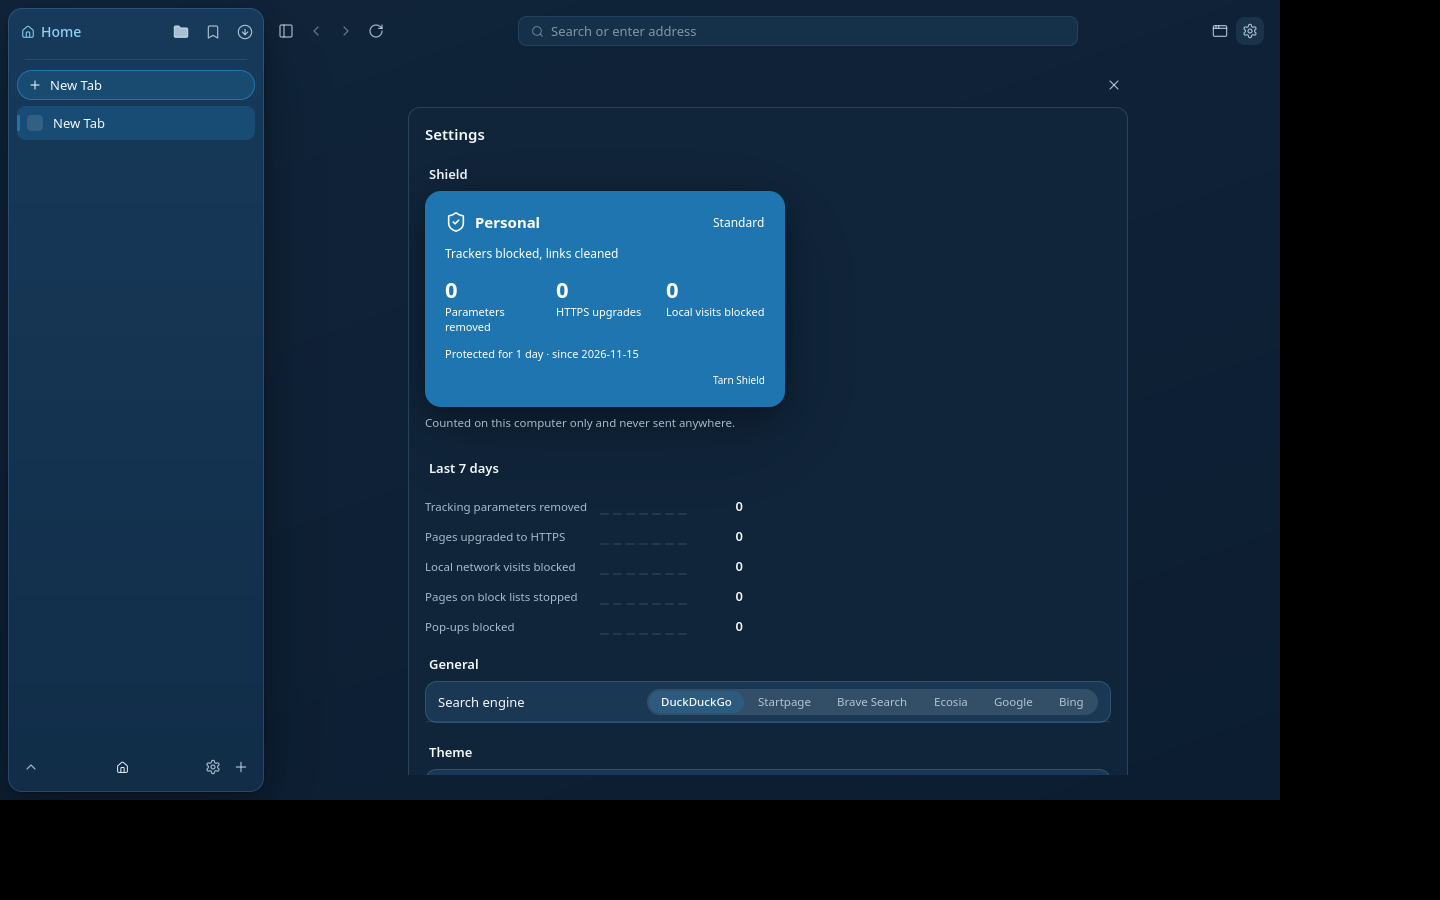 Home
Search or enter address
New Tab
New Tab
Settings
Shield
Personal
Standard
Trackers blocked, links cleaned
0
0
0
Parameters removed
HTTPS upgrades
Local visits blocked
Protected for 1 day · since 2026-11-15
Tarn Shield
Counted on this computer only and never sent anywhere.
Last 7 days
Tracking parameters removed 0
Pages upgraded to HTTPS 0
Local network visits blocked 0
Pages on block lists stopped 0
Pop-ups blocked 0
General
Search engine DuckDuckGo Startpage Brave Search Ecosia Google Bing
Theme